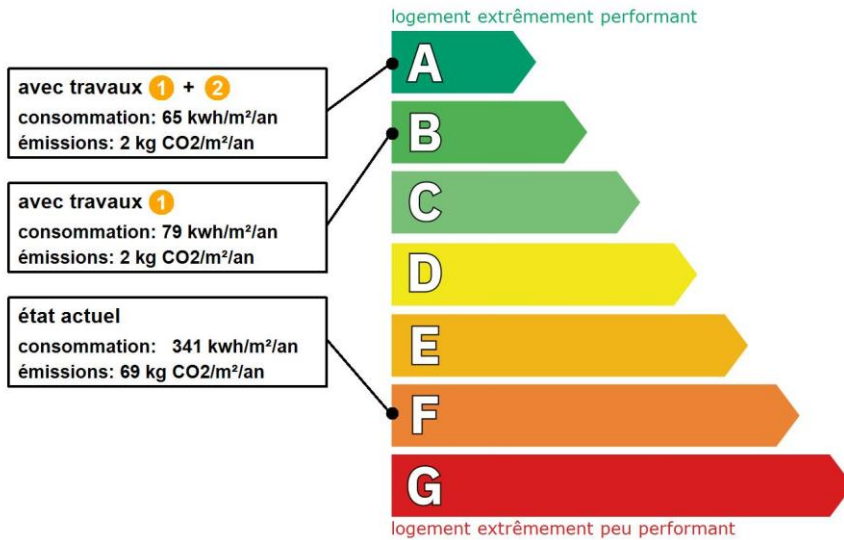 logement extrêmement performant
avec travaux 1 + 2
consommation: 65 kwh/m²/an
émissions: 2 kg CO2/m²/an
avec travaux 1
consommation: 79 kwh/m²/an
émissions: 2 kg CO2/m²/an
état actuel
consommation: 341 kwh/m²/an
émissions: 69 kg CO2/m²/an
A
B
C
D
E
F
G
logement extrêmement peu performant